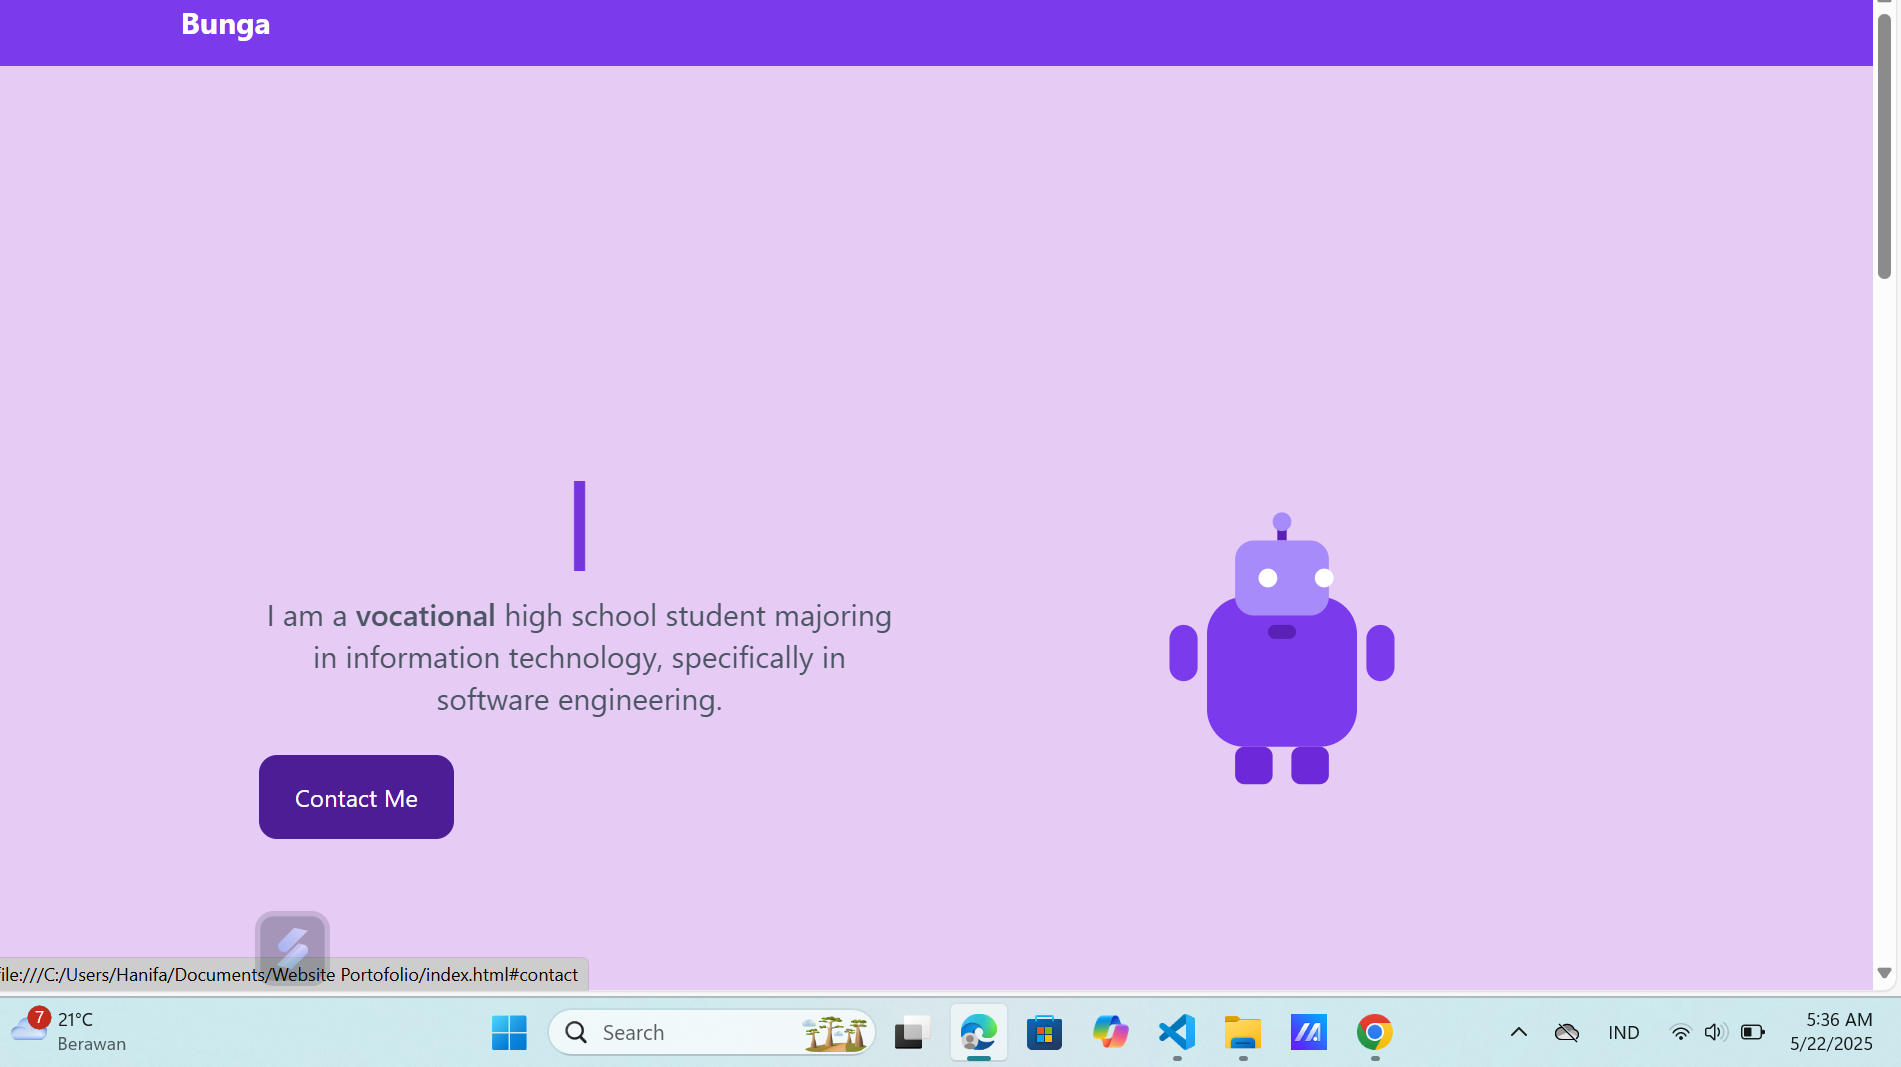 Bunga
I am a vocational high school student majoring
in information technology, specifically in
software engineering.
Contact Me
file:///C:/Users/Hanifa/Documents/Website Portofolio/index.html#contact
7
21°C
Berawan
Search
IND
5:36 AM
5/22/2025